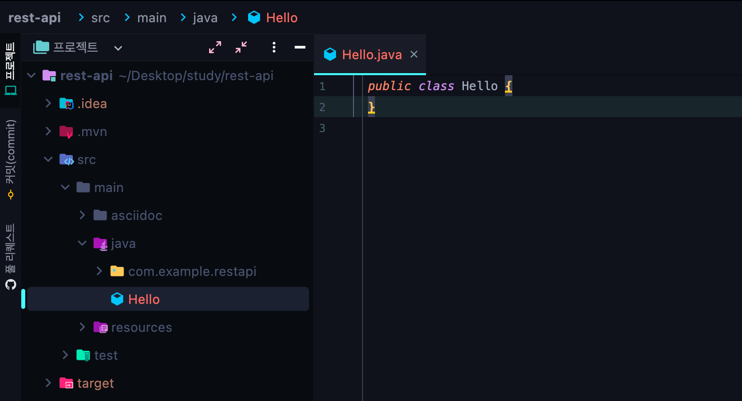 rest-api > src > main > java > Hello
프로젝트
rest-api ~/Desktop/study/rest-api
.idea
.mvn
src
main
asciidoc
java
com.example.restapi
Hello
resources
test
target
프로젝트
커밋(commit)
풀 리퀘스트
Hello.java ×
1 public class Hello {
2 }
3